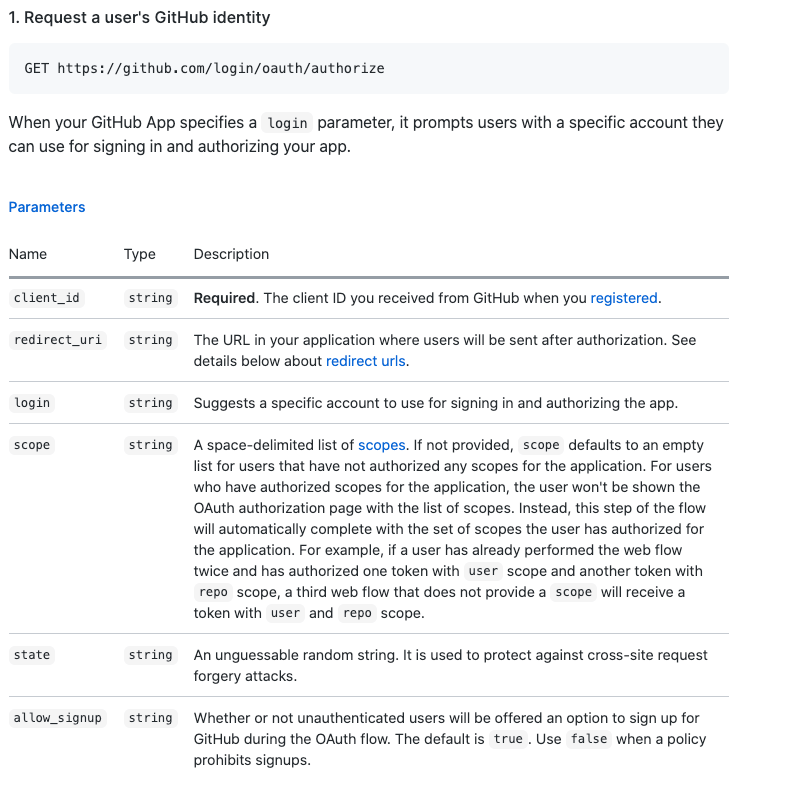 1. Request a user's GitHub identity
GET https://github.com/login/oauth/authorize
When your GitHub App specifies a login parameter, it prompts users with a specific account they
can use for signing in and authorizing your app.
Parameters
Name Type Description
client_id string Required. The client ID you received from GitHub when you registered.
redirect_uri string The URL in your application where users will be sent after authorization. See
details below about redirect urls.
login string Suggests a specific account to use for signing in and authorizing the app.
scope string A space-delimited list of scopes. If not provided, scope defaults to an empty
list for users that have not authorized any scopes for the application. For users
who have authorized scopes for the application, the user won't be shown the
OAuth authorization page with the list of scopes. Instead, this step of the flow
will automatically complete with the set of scopes the user has authorized for
the application. For example, if a user has already performed the web flow
twice and has authorized one token with user scope and another token with
repo scope, a third web flow that does not provide a scope will receive a
token with user and repo scope.
state string An unguessable random string. It is used to protect against cross-site request
forgery attacks.
allow_signup string Whether or not unauthenticated users will be offered an option to sign up for
GitHub during the OAuth flow. The default is true . Use false when a policy
prohibits signups.